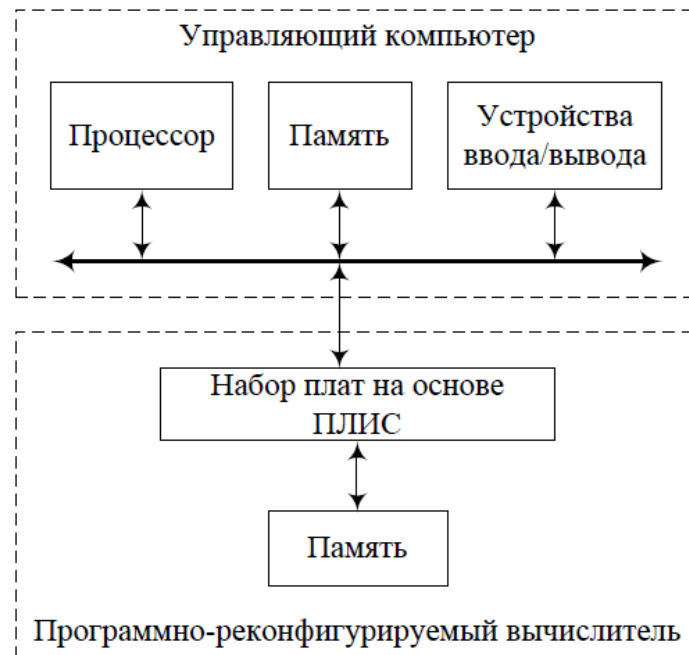 Управляющий компьютер
Процессор
Память
Устройства
ввода/вывода
Набор плат на основе
ПЛИС
Память
Программно-реконфигурируемый вычислитель